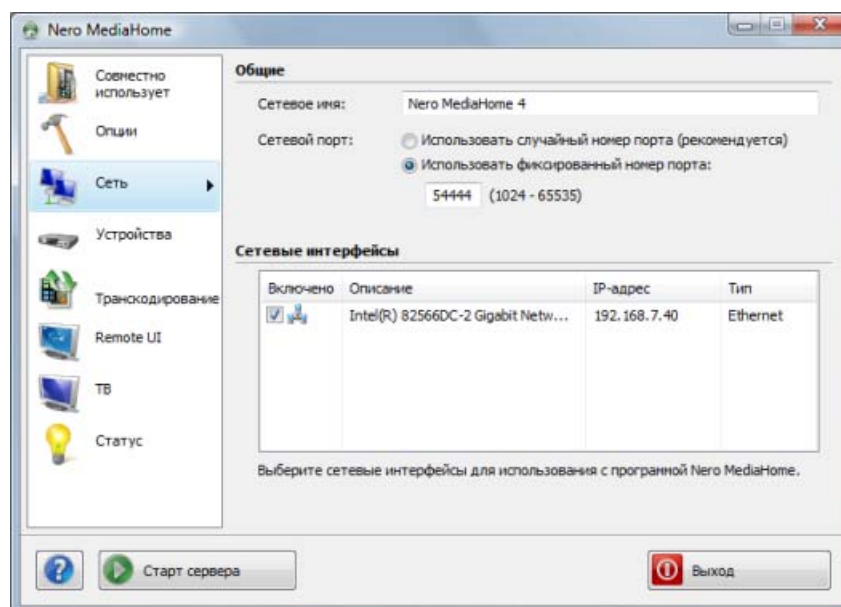 Nero MediaHome
Совместно
использует
Опции
Сеть
Устройства
Транскодирование
Remote UI
ТВ
Статус
Общие
Сетевое имя:
Nero MediaHome 4
Сетевой порт:
Использовать случайный номер порта (рекомендуется)
Использовать фиксированный номер порта:
54444 (1024 - 65535)
Сетевые интерфейсы
Включено Описание IP-адрес Тип
Intel(R) 82566DC-2 Gigabit Netw... 192.168.7.40 Ethernet
Выберите сетевые интерфейсы для использования с программой Nero MediaHome.
Старт сервера
Выход